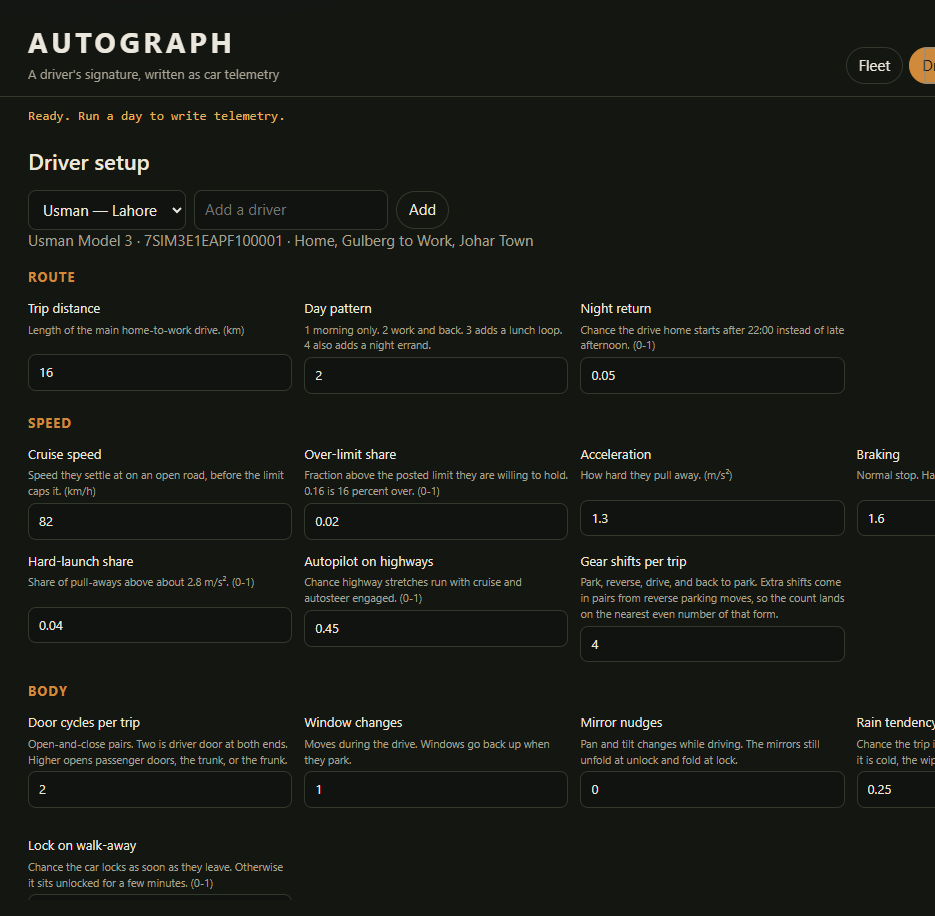 AUTOGRAPH
A driver's signature, written as car telemetry
Fleet
Ready. Run a day to write telemetry.
Driver setup
Usman — Lahore
Add a driver
Add
Usman Model 3 · 7SIM3E1EAPF100001 · Home, Gulberg to Work, Johar Town
ROUTE
Trip distance
Length of the main home-to-work drive. (km)
16
Day pattern
1 morning only. 2 work and back. 3 adds a lunch loop.
4 also adds a night errand.
2
Night return
Chance the drive home starts after 22:00 instead of late
afternoon. (0-1)
0.05
SPEED
Cruise speed
Speed they settle at on an open road, before the limit
caps it. (km/h)
82
Over-limit share
Fraction above the posted limit they are willing to hold.
0.16 is 16 percent over. (0-1)
0.02
Acceleration
How hard they pull away. (m/s²)
1.3
Braking
Normal stop. Ha
1.6
Hard-launch share
Share of pull-aways above about 2.8 m/s². (0-1)
0.04
Autopilot on highways
Chance highway stretches run with cruise and
autosteer engaged. (0-1)
0.45
Gear shifts per trip
Park, reverse, drive, and back to park. Extra shifts come
in pairs from reverse parking moves, so the count lands
on the nearest even number of that form.
4
BODY
Door cycles per trip
Open-and-close pairs. Two is driver door at both ends.
Higher opens passenger doors, the trunk, or the frunk.
2
Window changes
Moves during the drive. Windows go back up when
they park.
1
Mirror nudges
Pan and tilt changes while driving. The mirrors still
unfold at unlock and fold at lock.
0
Rain tendency
Chance the trip i
it is cold, the wip
0.25
Lock on walk-away
Chance the car locks as soon as they leave. Otherwise
it sits unlocked for a few minutes. (0-1)